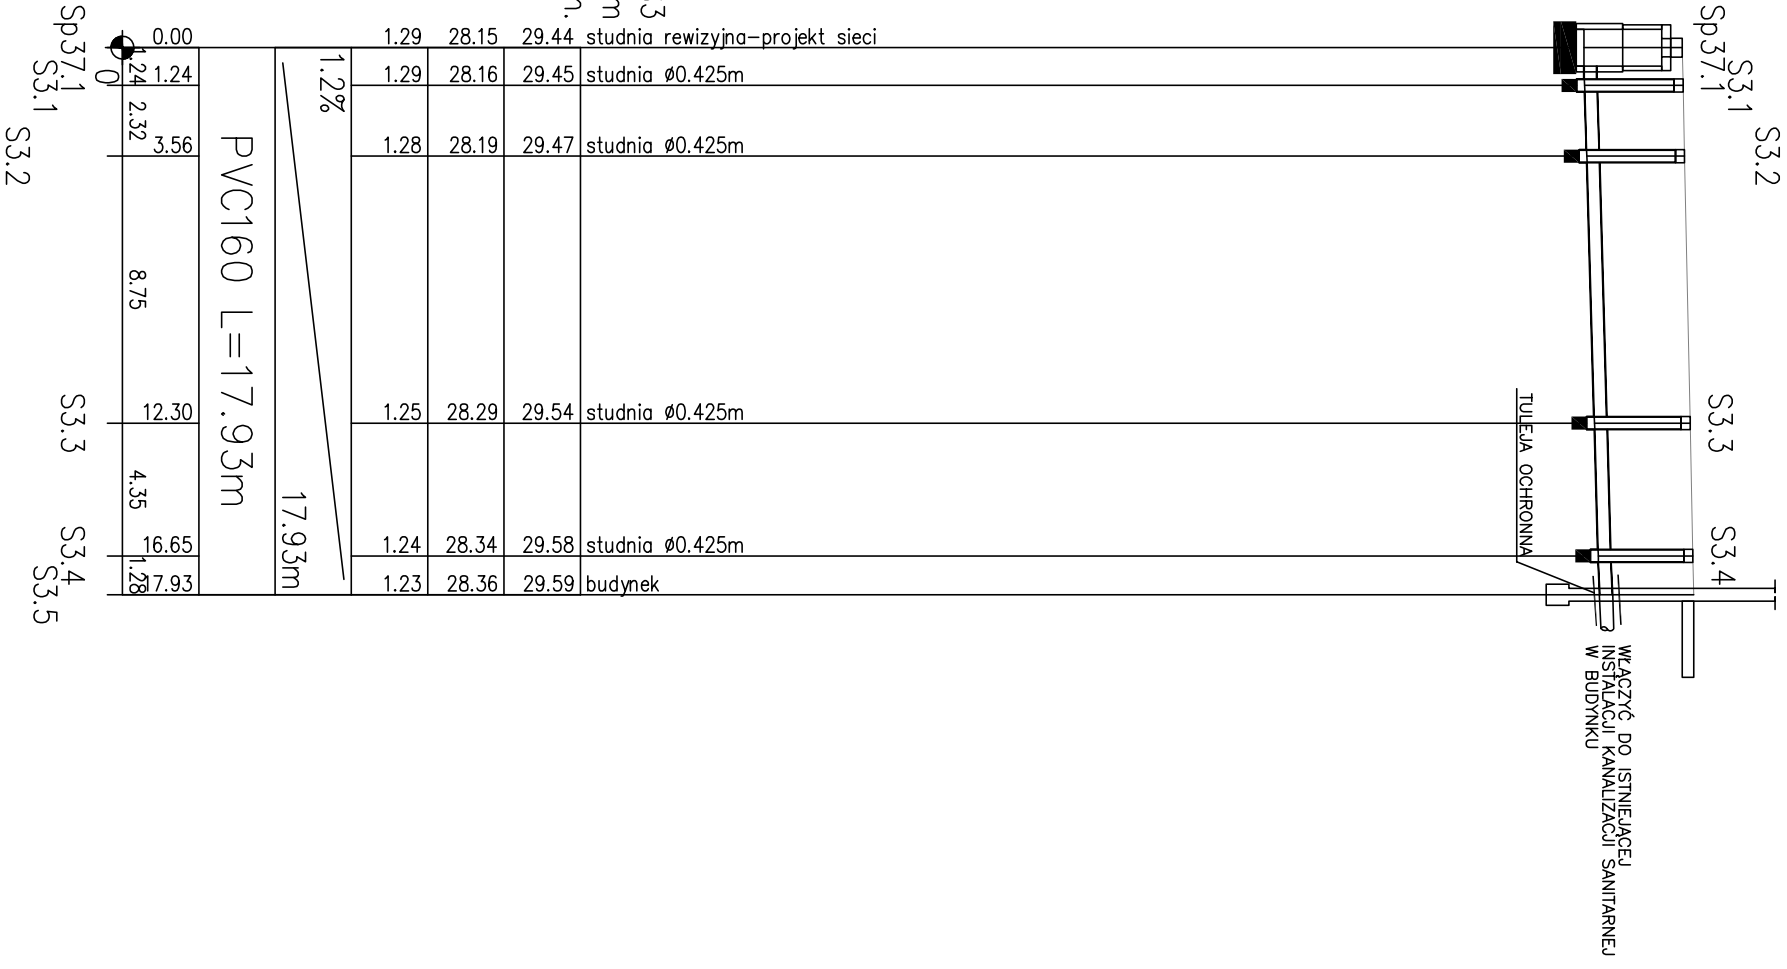 Sp37.1
S3.1
S3.2
S3.3
S3.4
S3.5
0
1.24
2.32
8.75
4.35
1.28
0.00 1.29 28.15 29.44 studnia rewizyjna-projekt sieci
1.24 1.29 28.16 29.45 studnia ø0.425m
3.56 1.28 28.19 29.47 studnia ø0.425m
12.30 1.25 28.29 29.54 studnia ø0.425m
16.65 1.24 28.34 29.58 studnia ø0.425m
17.93 1.23 28.36 29.59 budynek
PVC160 L=17.93m
1.2%
17.93m
Sp37.1
S3.1
S3.2
S3.3
S3.4
TULEJA OCHRONNA
WŁĄCZYĆ DO ISTNIEJĄCEJ
INSTALACJI KANALIZACJI SANITARNEJ
W BUDYNKU